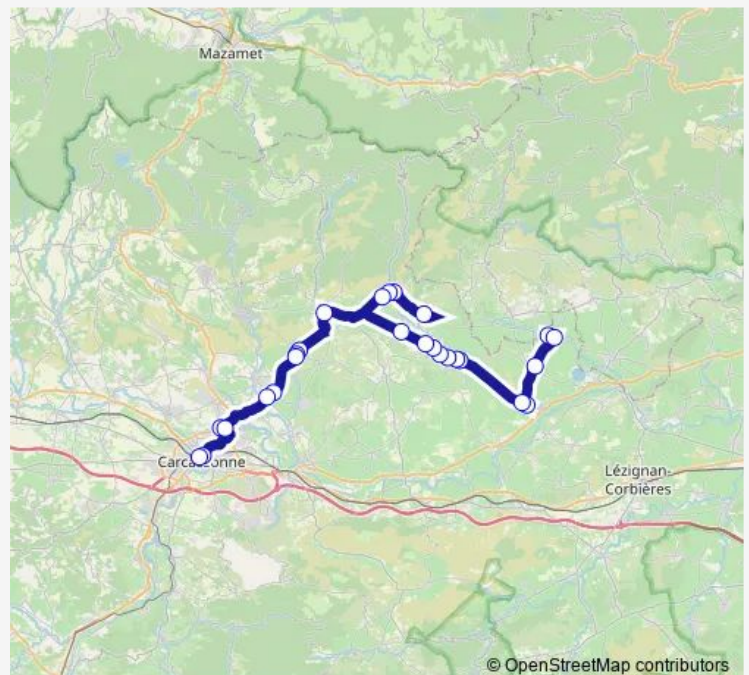 Mazamet
Carcassonne
Lézignan-
Corbières
© OpenStreetMap contributors